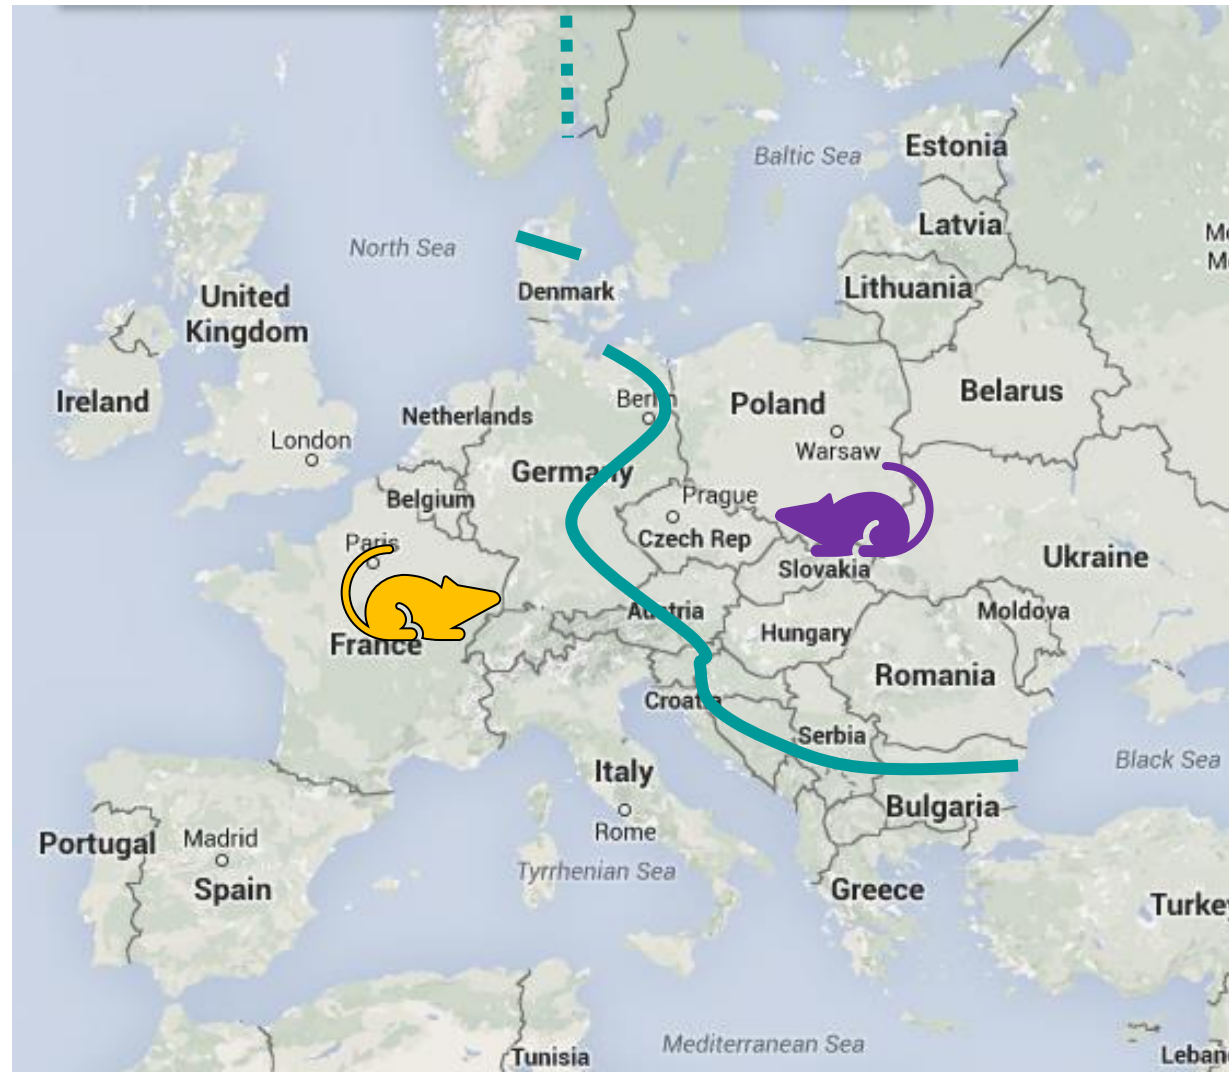 Baltic Sea
Estonia
Latvia
North Sea
Denmark
Lithuania
United
Kingdom
Ireland
Belarus
Netherlands
Berlin
Poland
London
Warsaw
Germany
Belgium
Prague
Czech Rep
Paris
Slovakia
Ukraine
Austria
Moldova
France
Hungary
Romania
Croatia
Serbia
Black Sea
Italy
Bulgaria
Rome
Portugal
Madrid
Tyrrhenian Sea
Spain
Greece
Mediterranean Sea
Tunisia